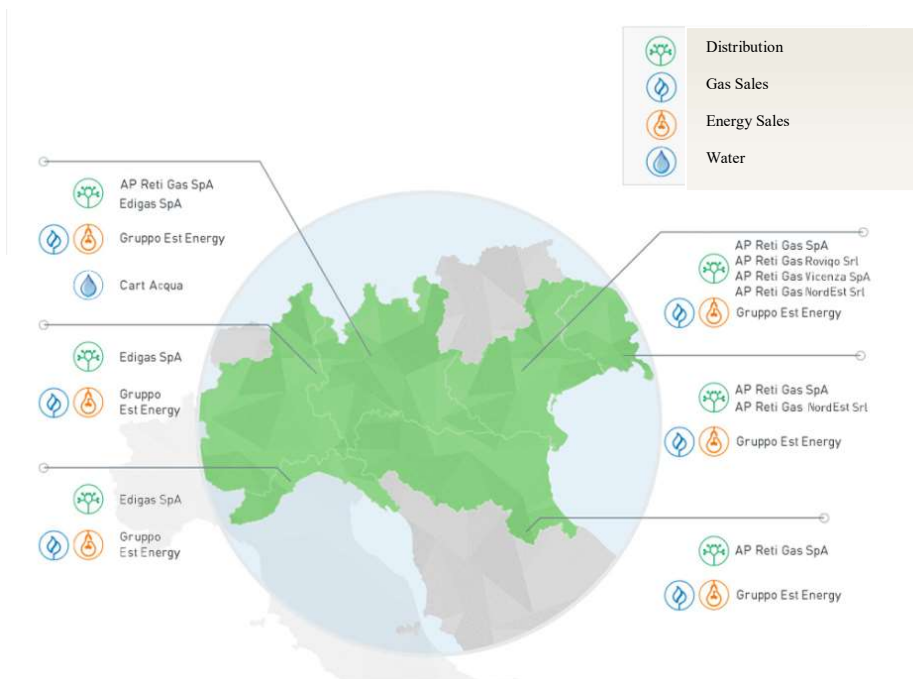 Distribution
Gas Sales
Energy Sales
Water
AP Reti Gas SpA
Edigas SpA
Gruppo Est Energy
Cart Acqua
Edigas SpA
Gruppo
Est Energy
Edigas SpA
Gruppo
Est Energy
AP Reti Gas SpA
AP Reti Gas Rovigo Srl
AP Reti Gas Vicenza SpA
AP Reti Gas NordEst Srl
Gruppo Est Energy
AP Reti Gas SpA
AP Reti Gas NordEst Srl
Gruppo Est Energy
AP Reti Gas SpA
Gruppo Est Energy